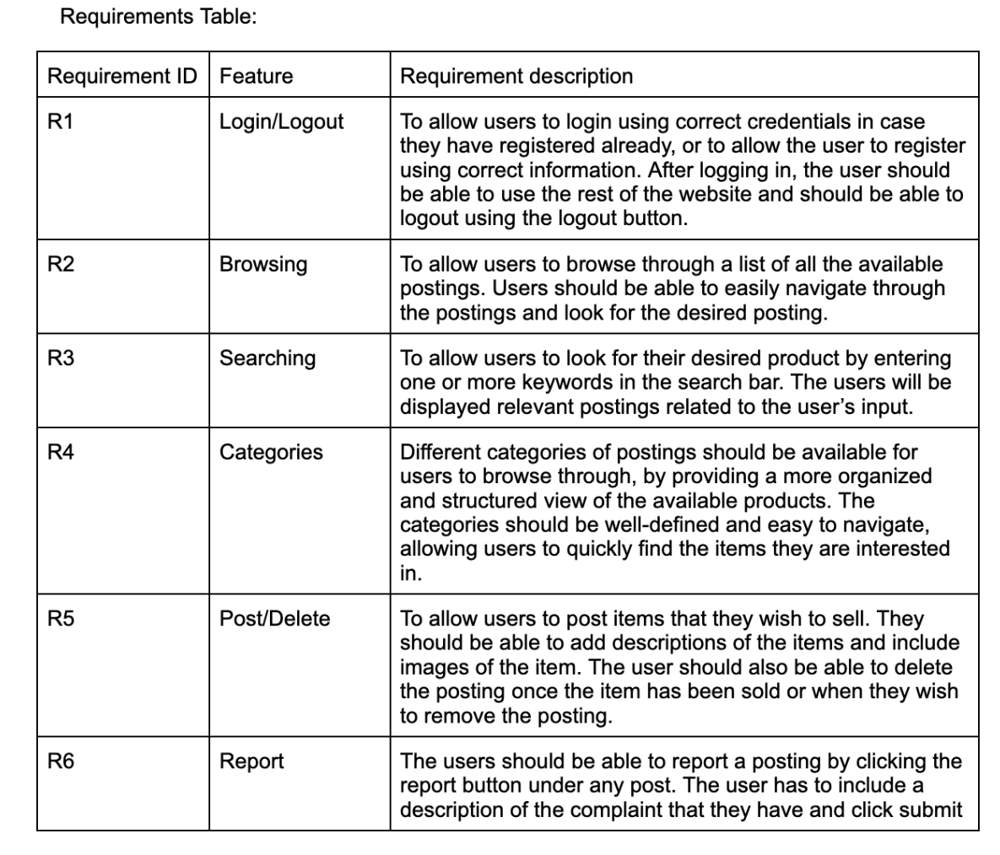 Requirements Table:
Requirement ID Feature Requirement description
R1 Login/Logout To allow users to login using correct credentials in case
they have registered already, or to allow the user to register
using correct information. After logging in, the user should
be able to use the rest of the website and should be able to
logout using the logout button.
R2 Browsing To allow users to browse through a list of all the available
postings. Users should be able to easily navigate through
the postings and look for the desired posting.
R3 Searching To allow users to look for their desired product by entering
one or more keywords in the search bar. The users will be
displayed relevant postings related to the user’s input.
R4 Categories Different categories of postings should be available for
users to browse through, by providing a more organized
and structured view of the available products. The
categories should be well-defined and easy to navigate,
allowing users to quickly find the items they are interested
in.
R5 Post/Delete To allow users to post items that they wish to sell. They
should be able to add descriptions of the items and include
images of the item. The user should also be able to delete
the posting once the item has been sold or when they wish
to remove the posting.
R6 Report The users should be able to report a posting by clicking the
report button under any post. The user has to include a
description of the complaint that they have and click submit